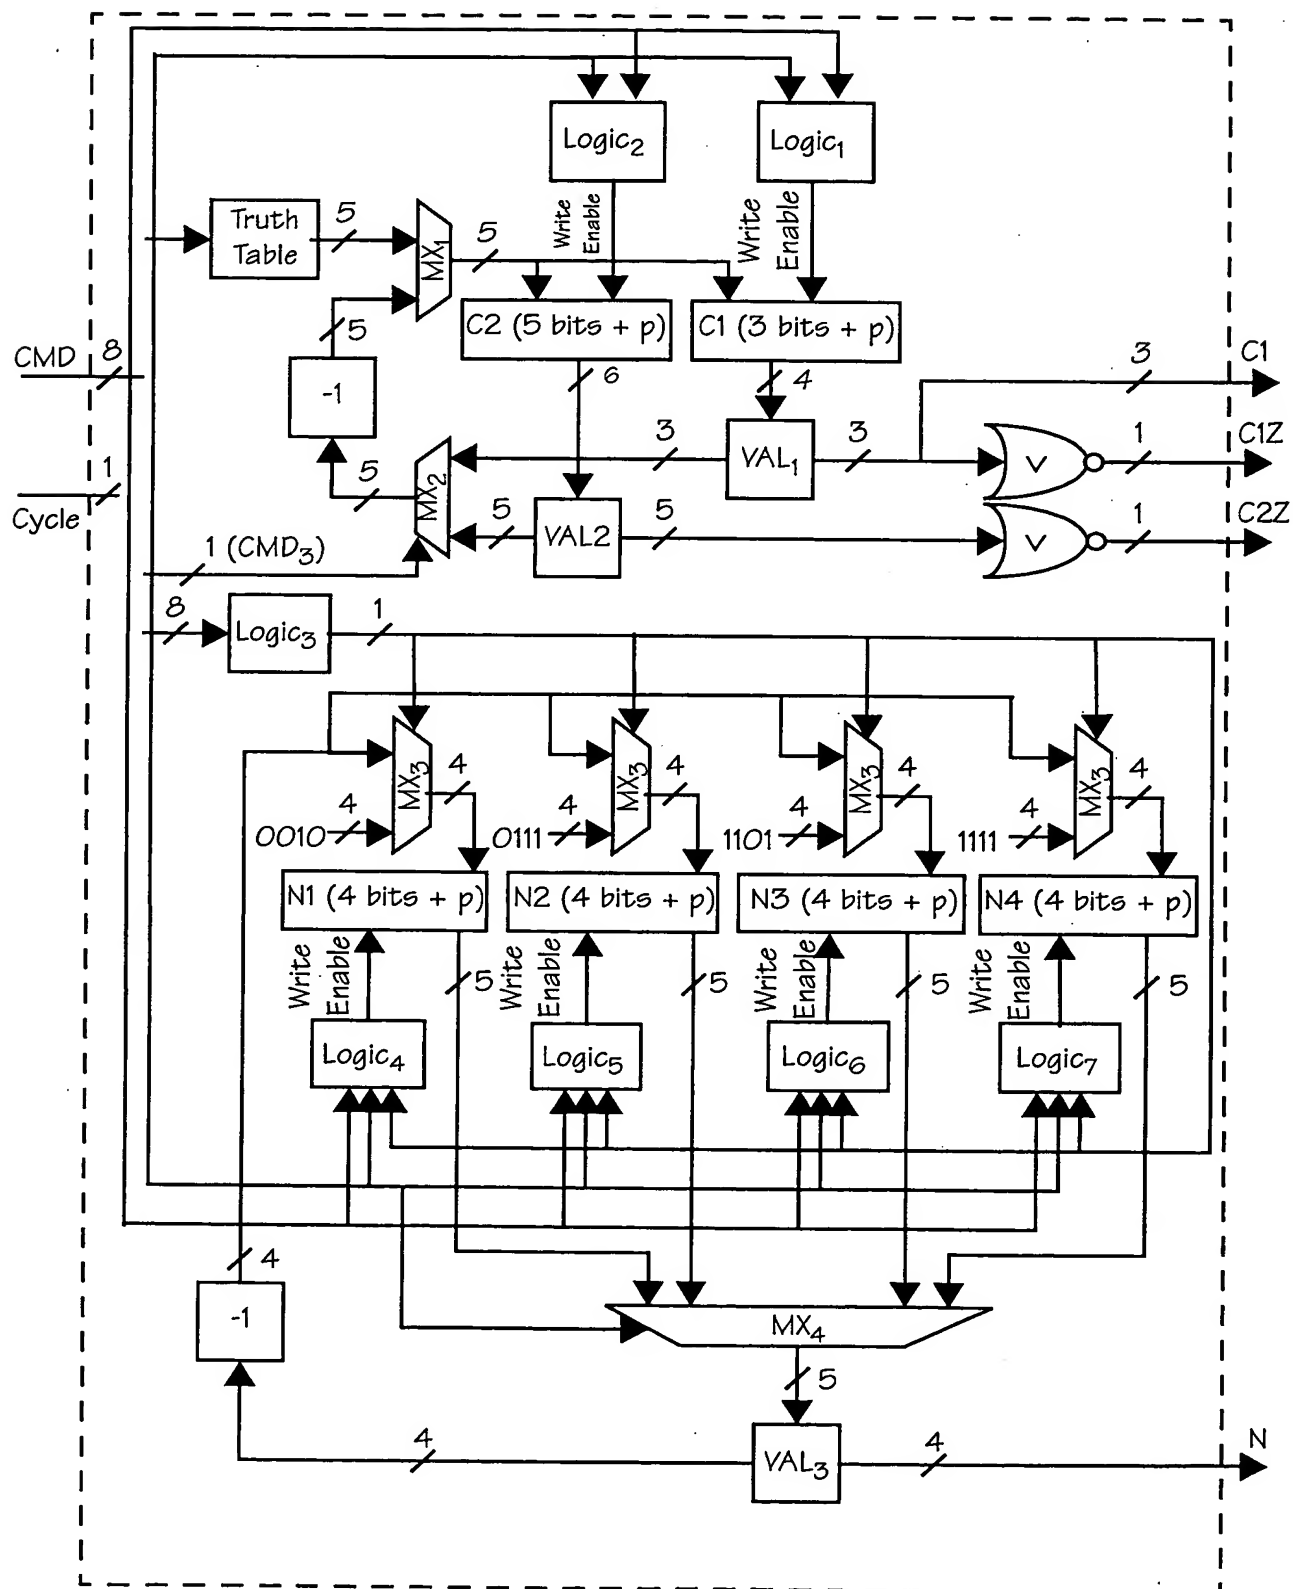 Logic2
Logic1
Write
Enable
Write
Enable
Truth
Table
5
MX1
5
C2 (5 bits + p)
C1 (3 bits + p)
5
CMD
8
-1
6
4
3
C1
3
VAL1
3
V
1
C1Z
1
Cycle
5
MX2
5
VAL2
5
V
1
C2Z
1 (CMD3)
8
Logic3
1
MX3
4
MX3
4
MX3
4
MX3
4
4
0010
4
0111
4
1101
4
1111
N1 (4 bits + p)
N2 (4 bits + p)
N3 (4 bits + p)
N4 (4 bits + p)
Write
Enable
5
Write
Enable
5
Write
Enable
5
Write
Enable
5
Logic4
Logic5
Logic6
Logic7
4
-1
MX4
5
4
VAL3
4
N